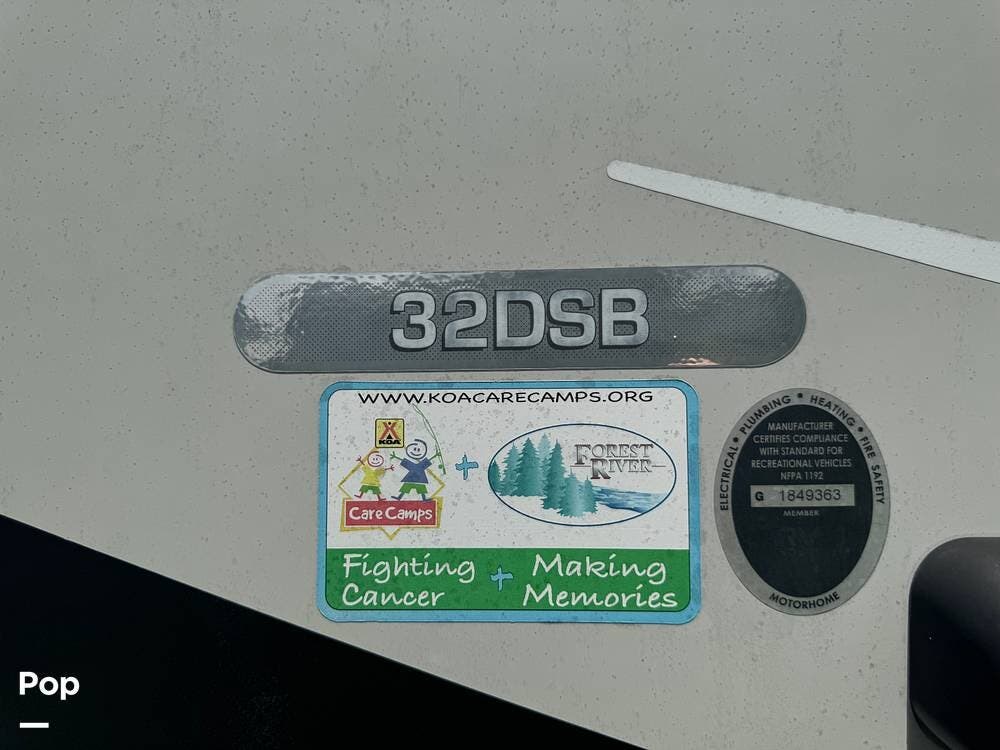 32DSB
WWW.KOACARECAMPS.ORG
KOA
Care Camps
+
FOREST
RIVER
Fighting
Cancer
+
Making
Memories
ELECTRICAL • PLUMBING • HEATING • FIRE SAFETY
MANUFACTURER
CERTIFIES COMPLIANCE
WITH STANDARD FOR
RECREATIONAL VEHICLES
NFPA 1192
G 1849363
MEMBER
MOTORHOME
Pop